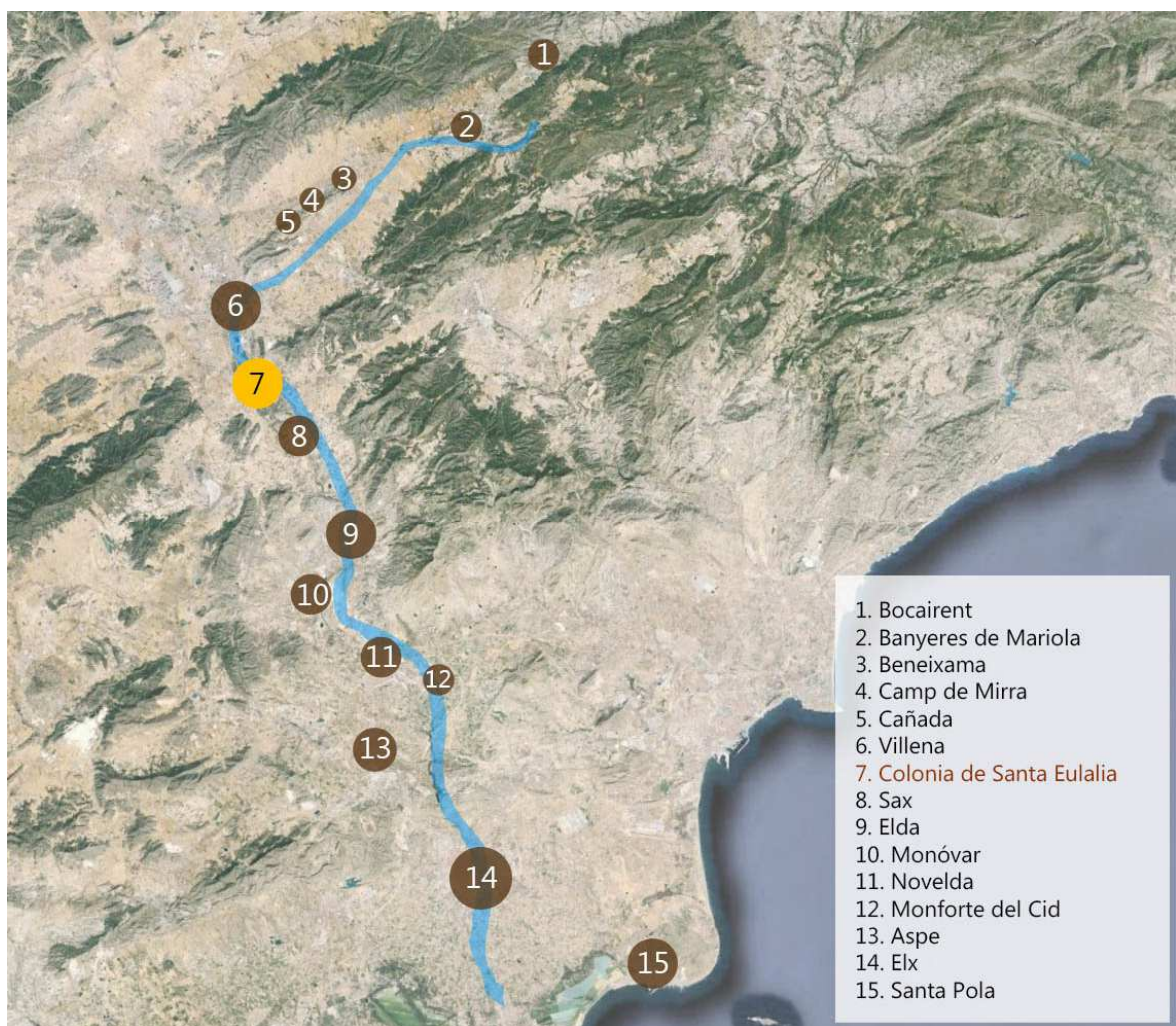 1
2
3
4
5
6
7
8
9
10
11
12
13
14
15
1. Bocairent
2. Banyeres de Mariola
3. Beneixama
4. Camp de Mirra
5. Cañada
6. Villena
7. Colonia de Santa Eulalia
8. Sax
9. Elda
10. Monóvar
11. Novelda
12. Monforte del Cid
13. Aspe
14. Elx
15. Santa Pola